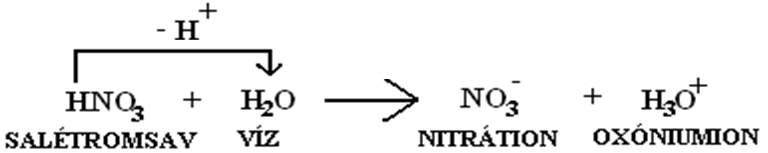 - H⁺
HNO₃ + H₂O → NO₃⁻ + H₃O⁺
SALÉTROMSAV VÍZ NITRÁTION OXÓNIUMION